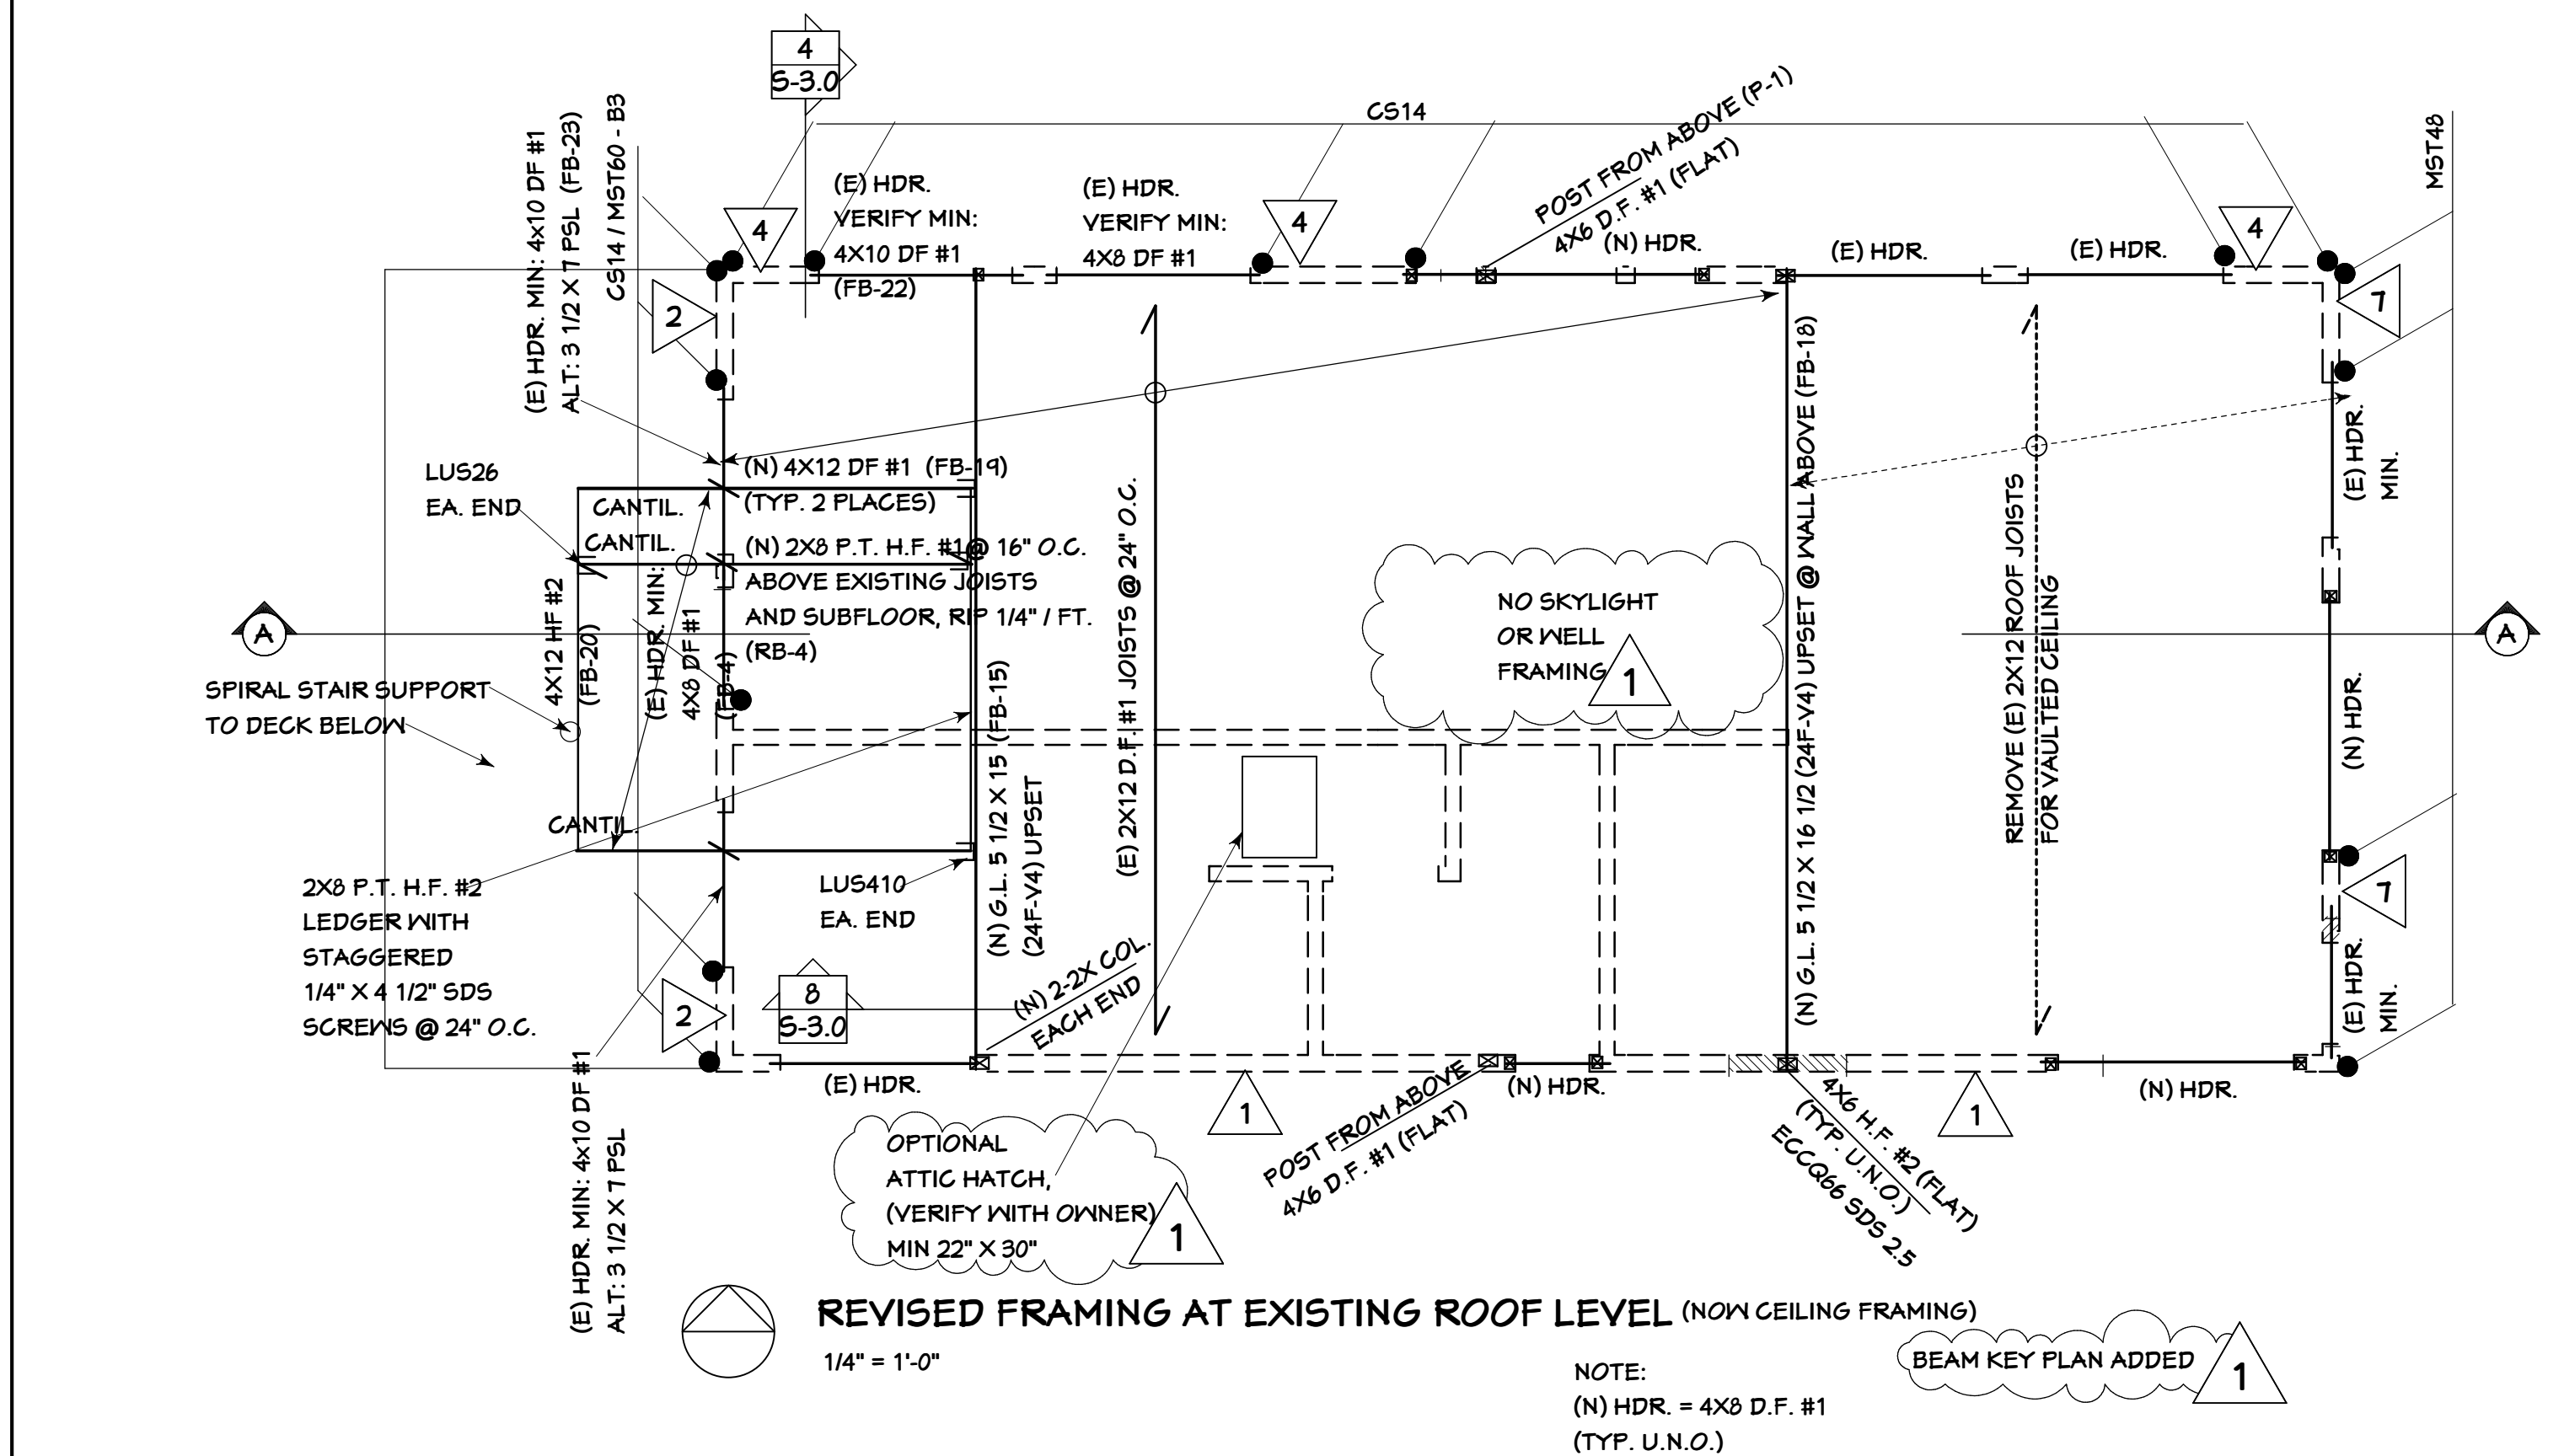 4
S-3.0
CS14
MST48
(E) HDR. MIN: 4x10 DF #1
ALT: 3 1/2 X 7 PSL (FB-23)
CS14 / MST60 - B3
4
(E) HDR.
VERIFY MIN:
4X10 DF #1
(FB-22)
(E) HDR.
VERIFY MIN:
4X8 DF #1
4
POST FROM ABOVE (P-1)
4X6 D.F. #1 (FLAT)
(N) HDR.
(E) HDR.
(E) HDR.
4
2
7
(N) 4X12 DF #1 (FB-19)
(TYP. 2 PLACES)
LUS26
EA. END
CANTIL.
CANTIL.
(N) 2X8 P.T. H.F. #1@ 16" O.C.
ABOVE EXISTING JOISTS
AND SUBFLOOR, RIP 1/4" / FT.
(RB-4)
4X12 HF #2
(FB-20)
(E) HDR. MIN:
4X8 DF #1
(FB-4)
(E) 2X12 D.F. #1 JOISTS @ 24" O.C.
NO SKYLIGHT
OR WELL
FRAMING
1
(N) G.L. 5 1/2 X 16 1/2 (24F-V4) UPSET @ WALL ABOVE (FB-18)
REMOVE (E) 2X12 ROOF JOISTS
FOR VAULTED CEILING
(E) HDR.
MIN.
A
A
SPIRAL STAIR SUPPORT
TO DECK BELOW
(N) G.L. 5 1/2 X 15 (FB-15)
(24F-V4) UPSET
(N) HDR.
CANTIL.
2X8 P.T. H.F. #2
LEDGER WITH
STAGGERED
1/4" X 4 1/2" SDS
SCREWS @ 24" O.C.
LUS410
EA. END
7
(E) HDR.
MIN.
2
8
S-3.0
(N) 2-2X COL.
EACH END
(E) HDR. MIN: 4x10 DF #1
ALT: 3 1/2 X 7 PSL
(E) HDR.
1
POST FROM ABOVE
4X6 D.F. #1 (FLAT)
(N) HDR.
4X6 H.F. #2 (FLAT)
(TYP. U.N.O.)
ECCQ66 SDS 2.5
1
(N) HDR.
OPTIONAL
ATTIC HATCH,
(VERIFY WITH OWNER)
MIN 22" X 30"
1
REVISED FRAMING AT EXISTING ROOF LEVEL (NOW CEILING FRAMING)
1/4" = 1'-0"
BEAM KEY PLAN ADDED
1
NOTE:
(N) HDR. = 4X8 D.F. #1
(TYP. U.N.O.)